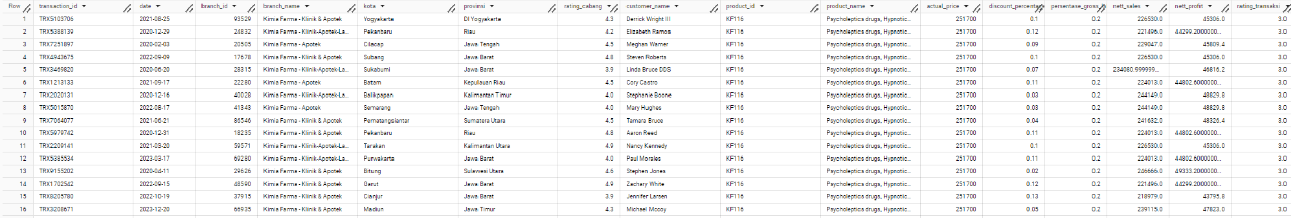 Row transaction_id date branch_id branch_name kota provinsi rating_cabang customer_name product_id product_name actual_price discount_percentage persentase_gross nett_sales nett_profit rating_transaksi
1 TRX5103706 2021-08-25 93529 Kimia Farma - Klinik & Apotek Yogyakarta DI Yogyakarta 4.3 Derrick Wright III KF116 Psycholeptics drugs, Hypnotic... 251700 0.1 0.2 226530.0 45306.0 3.0
2 TRX5388139 2020-12-29 24832 Kimia Farma - Klinik-Apotek-La... Pekanbaru Riau 4.2 Elizabeth Ramos KF116 Psycholeptics drugs, Hypnotic... 251700 0.12 0.2 221496.0 44299.2000000... 3.0
3 TRX7251897 2020-02-03 20505 Kimia Farma - Apotek Cilacap Jawa Tengah 4.5 Meghan Warner KF116 Psycholeptics drugs, Hypnotic... 251700 0.09 0.2 229047.0 45809.4 3.0
4 TRX4943675 2022-09-09 17678 Kimia Farma - Klinik & Apotek Subang Jawa Barat 4.8 Steven Roberts KF116 Psycholeptics drugs, Hypnotic... 251700 0.1 0.2 226530.0 45306.0 3.0
5 TRX3469820 2020-06-20 28315 Kimia Farma - Klinik-Apotek-La... Sukabumi Jawa Barat 3.9 Linda Bruce DDS KF116 Psycholeptics drugs, Hypnotic... 251700 0.07 0.2 234080.999999... 46816.2 3.0
6 TRX1213133 2021-09-17 22280 Kimia Farma - Apotek Batam Kepulauan Riau 4.5 Cory Castro KF116 Psycholeptics drugs, Hypnotic... 251700 0.11 0.2 224013.0 44802.6000000... 3.0
7 TRX2020131 2020-12-16 40028 Kimia Farma - Klinik-Apotek-La... Balikpapan Kalimantan Timur 4.0 Stephanie Boone KF116 Psycholeptics drugs, Hypnotic... 251700 0.03 0.2 244149.0 48829.8 3.0
8 TRX5015870 2022-08-17 41343 Kimia Farma - Apotek Semarang Jawa Tengah 4.0 Mary Hughes KF116 Psycholeptics drugs, Hypnotic... 251700 0.03 0.2 244149.0 48829.8 3.0
9 TRX7064077 2021-06-21 86546 Kimia Farma - Klinik & Apotek Pematangsiantar Sumatera Utara 4.5 Tamara Bruce KF116 Psycholeptics drugs, Hypnotic... 251700 0.04 0.2 241632.0 48326.4 3.0
10 TRX5979742 2020-12-31 18235 Kimia Farma - Klinik & Apotek Pekanbaru Riau 4.8 Aaron Reed KF116 Psycholeptics drugs, Hypnotic... 251700 0.11 0.2 224013.0 44802.6000000... 3.0
11 TRX2209141 2021-03-20 59571 Kimia Farma - Klinik-Apotek-La... Tarakan Kalimantan Utara 4.9 Nancy Kennedy KF116 Psycholeptics drugs, Hypnotic... 251700 0.1 0.2 226530.0 45306.0 3.0
12 TRX5385534 2023-03-17 69280 Kimia Farma - Klinik-Apotek-La... Purwakarta Jawa Barat 4.0 Paul Morales KF116 Psycholeptics drugs, Hypnotic... 251700 0.11 0.2 224013.0 44802.6000000... 3.0
13 TRX9155202 2020-04-11 29626 Kimia Farma - Klinik & Apotek Bitung Sulawesi Utara 4.6 Stephen Jones KF116 Psycholeptics drugs, Hypnotic... 251700 0.02 0.2 246666.0 49333.2000000... 3.0
14 TRX1702542 2022-09-15 48590 Kimia Farma - Klinik & Apotek Garut Jawa Barat 4.9 Zachary White KF116 Psycholeptics drugs, Hypnotic... 251700 0.12 0.2 221496.0 44299.2000000... 3.0
15 TRX8205780 2022-10-19 37915 Kimia Farma - Klinik & Apotek Cianjur Jawa Barat 3.9 Jennifer Larsen KF116 Psycholeptics drugs, Hypnotic... 251700 0.13 0.2 218979.0 43795.8 3.0
16 TRX3208671 2023-12-20 66935 Kimia Farma - Klinik & Apotek Madiun Jawa Timur 4.3 Michael Mccoy KF116 Psycholeptics drugs, Hypnotic... 251700 0.05 0.2 239115.0 47823.0 3.0